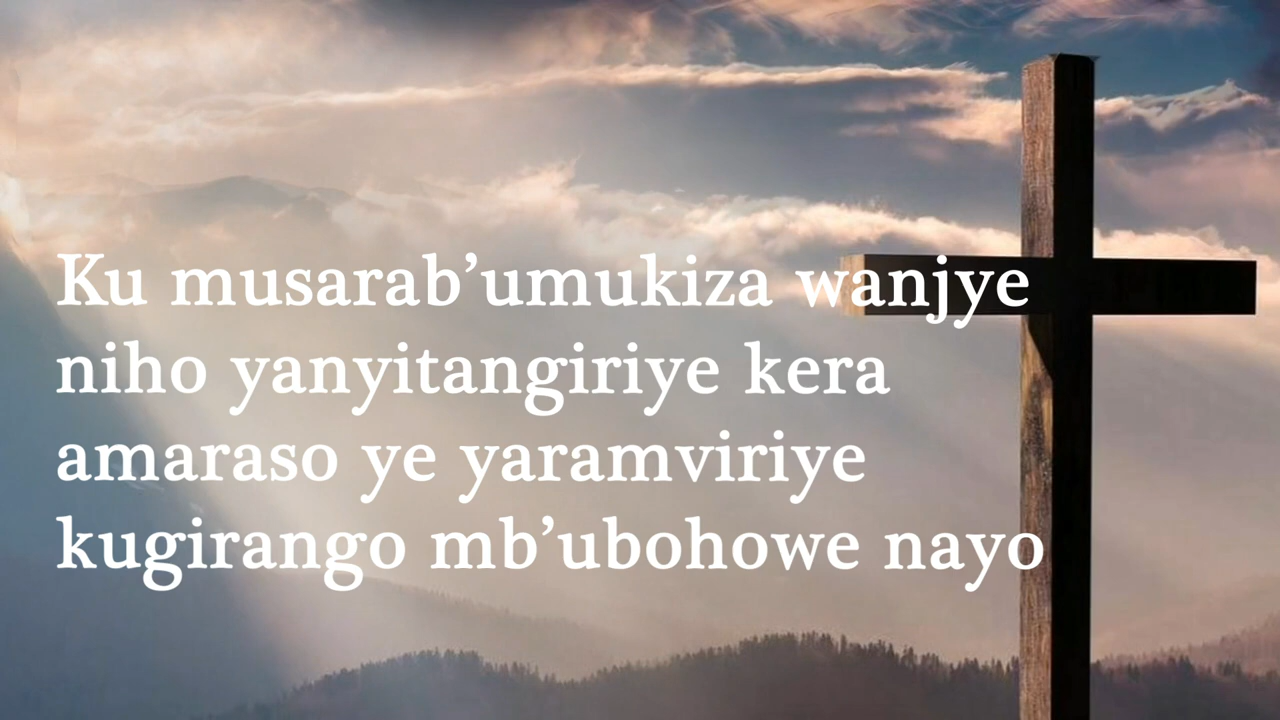 Ku musarab’umukiza wanjye
niho yanyitangiriye kera
amaraso ye yaramviriye
kugirango mb’ubohowe nayo